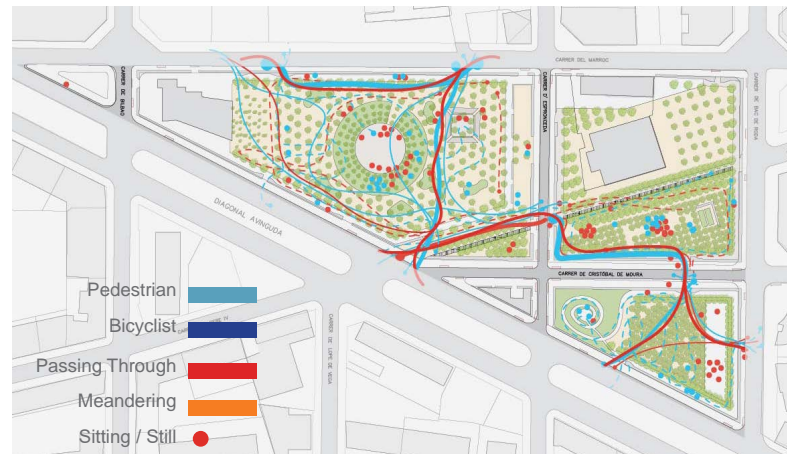 CARRER DEL MARROC
CARRER DE BILBAO
CARRER D' ESPRONCEDA
CARRER DE BAC DE RODA
DIAGONAL AVINGUDA
CARRER DE CRISTÓBAL DE MOURA
CARRER DE LOPE DE VEGA
Pedestrian
Bicyclist
Passing Through
Meandering
Sitting / Still